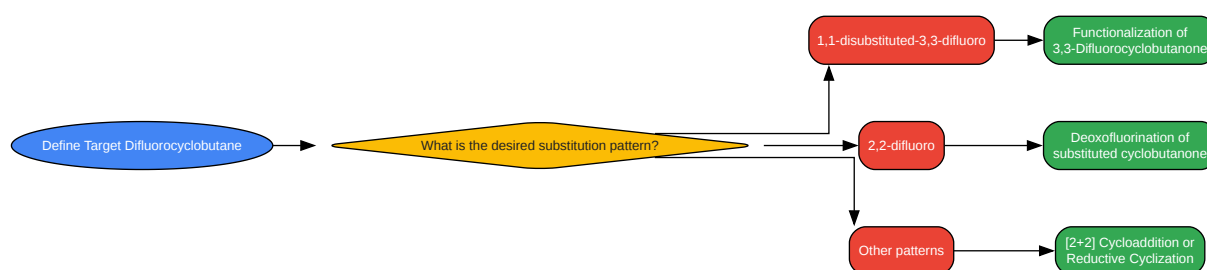 Define Target Difluorocyclobutane
What is the desired substitution pattern?
1,1-disubstituted-3,3-difluoro
Functionalization of
3,3-Difluorocyclobutanone
2,2-difluoro
Deoxofluorination of
substituted cyclobutanone
Other patterns
[2+2] Cycloaddition or
Reductive Cyclization